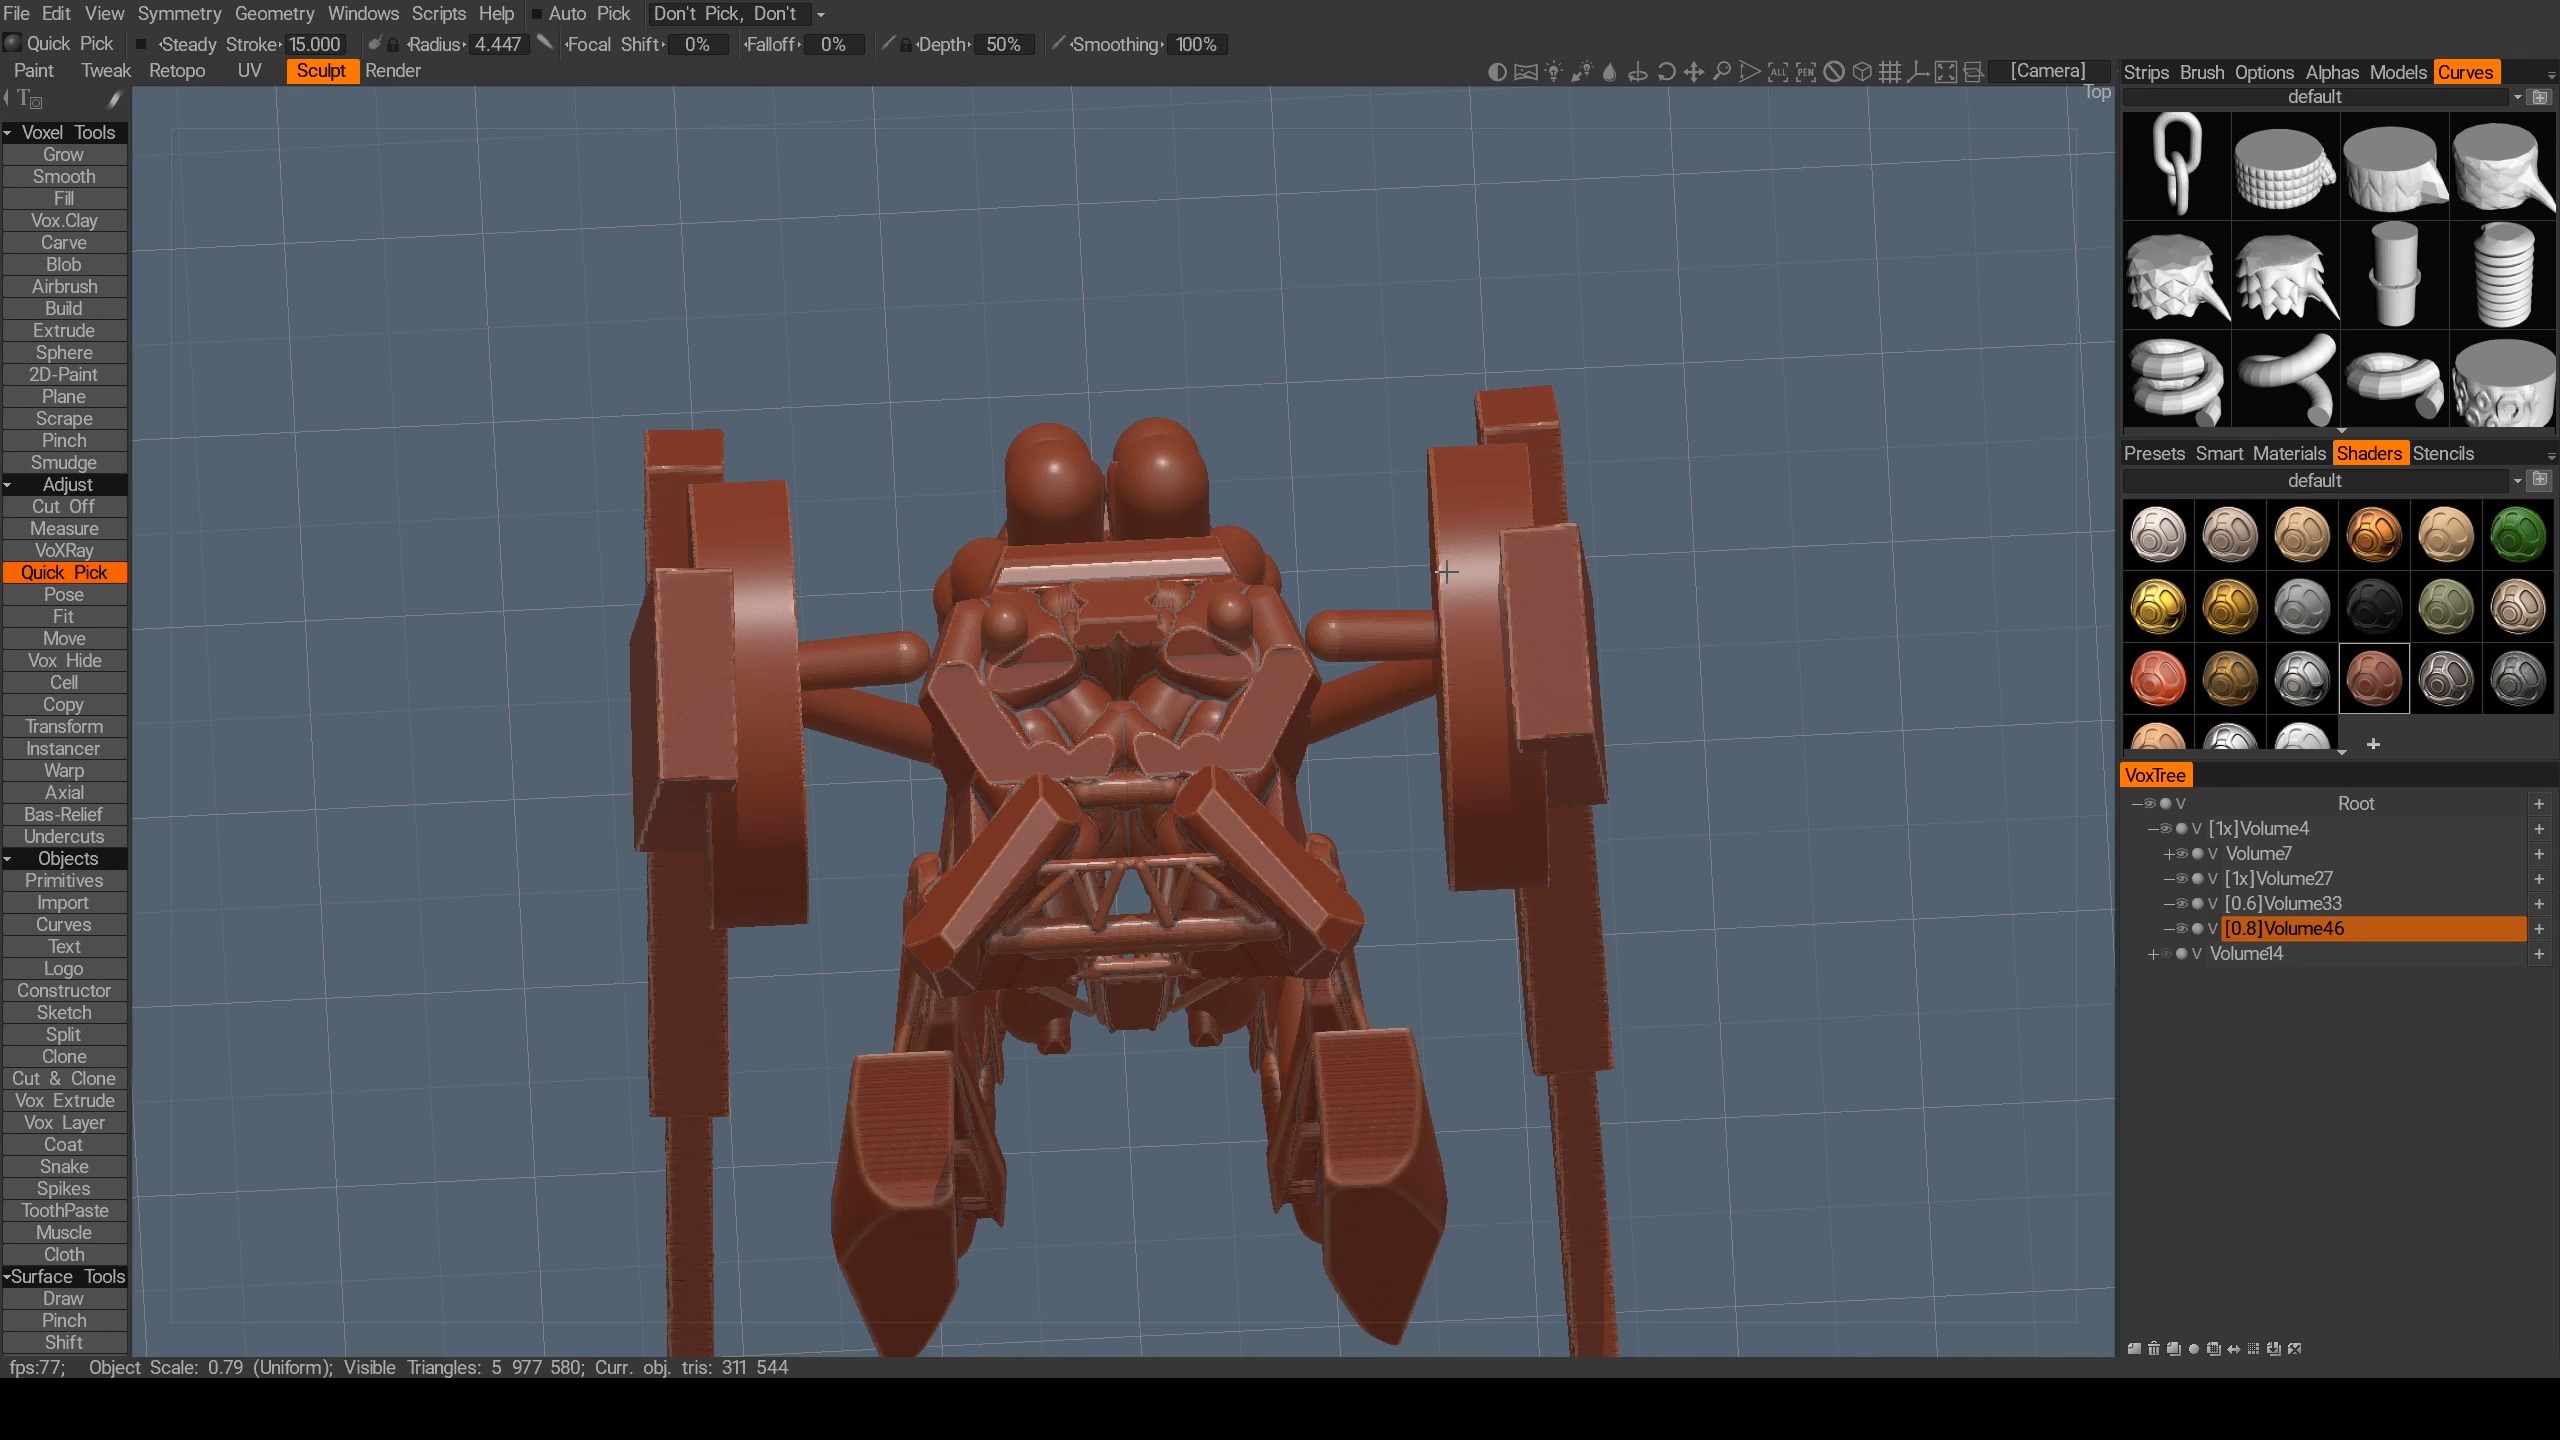 File Edit View Symmetry Geometry Windows Scripts Help Auto Pick Don't Pick, Don't
Quick Pick Steady Stroke 15.000 Radius 4.447 Focal Shift 0% Falloff 0% Depth 50% Smoothing 100%
Paint Tweak Retopo UV Sculpt Render ALL PEN [Camera]
Top
Voxel Tools
Grow
Smooth
Fill
Vox.Clay
Carve
Blob
Airbrush
Build
Extrude
Sphere
2D-Paint
Plane
Scrape
Pinch
Smudge
Adjust
Cut Off
Measure
VoXRay
Quick Pick
Pose
Fit
Move
Vox Hide
Cell
Copy
Transform
Instancer
Warp
Axial
Bas-Relief
Undercuts
Objects
Primitives
Import
Curves
Text
Logo
Constructor
Sketch
Split
Clone
Cut & Clone
Vox Extrude
Vox Layer
Coat
Snake
Spikes
ToothPaste
Muscle
Cloth
Surface Tools
Draw
Pinch
Shift
Strips Brush Options Alphas Models Curves
default
Presets Smart Materials Shaders Stencils
default
VoxTree
V Root
V [1x]Volume4
V Volume7
V [1x]Volume27
V [0.6]Volume33
V [0.8]Volume46
V Volume14
fps:77; Object Scale: 0.79 (Uniform); Visible Triangles: 5 977 580; Curr. obj. tris: 311 544